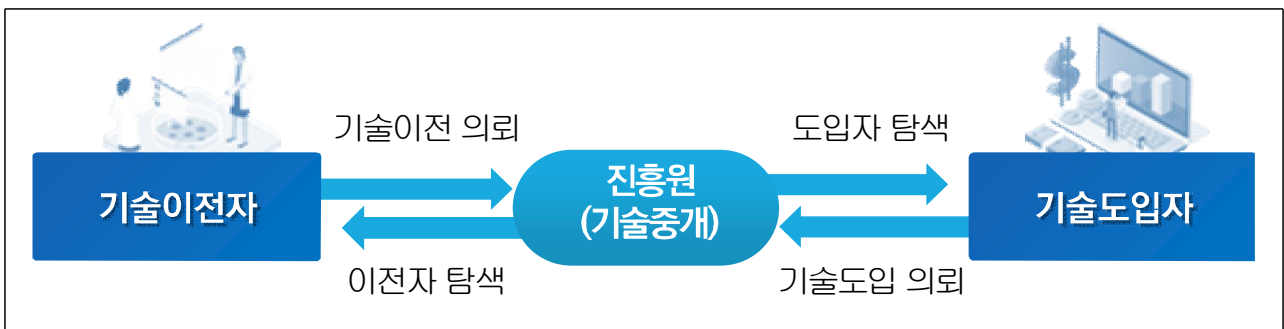 기술이전 의뢰
도입자 탐색
기술이전자
진흥원
(기술중개)
기술도입자
이전자 탐색
기술도입 의뢰